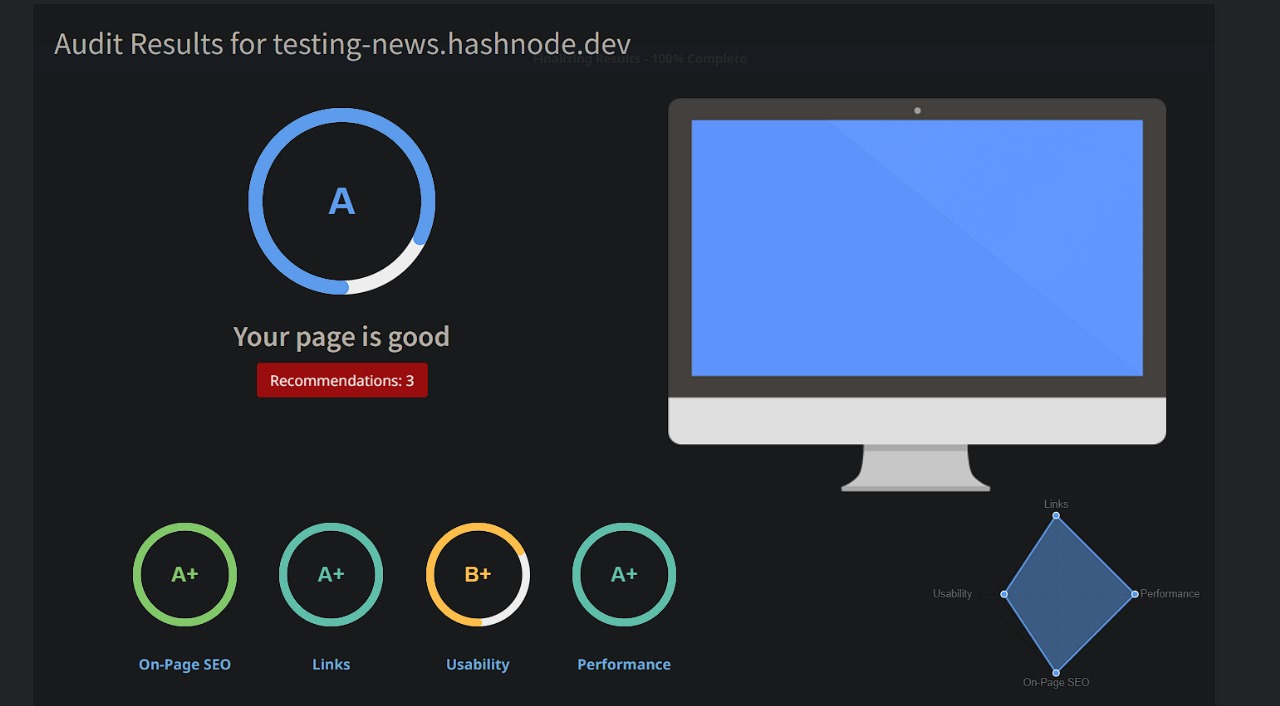 Audit Results for testing-news.hashnode.dev
Finalizing Results - 100% Complete
A
Your page is good
Recommendations: 3
A+
A+
B+
A+
On-Page SEO
Links
Usability
Performance
Links
Usability
Performance
On-Page SEO